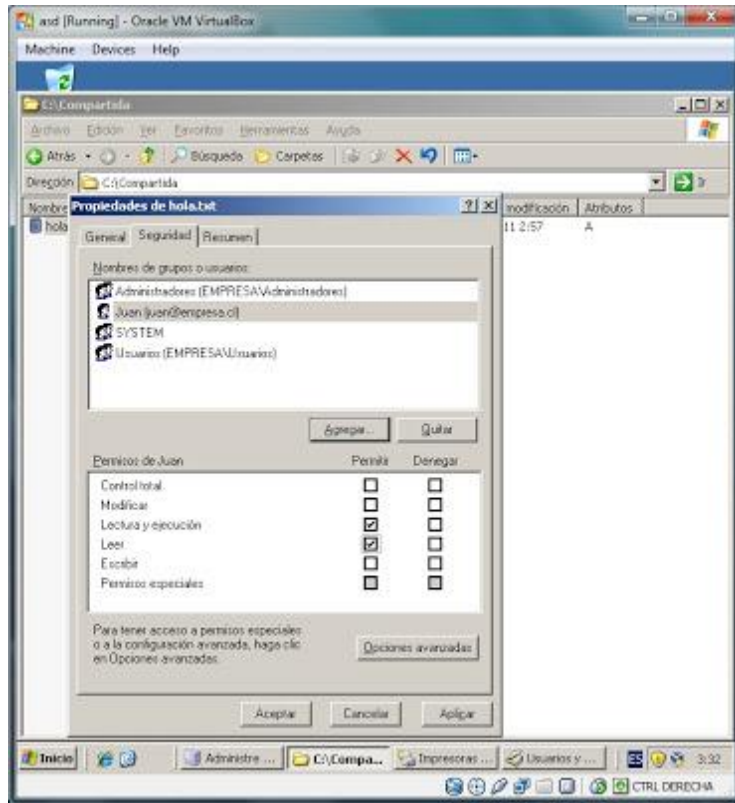 asd [Running] - Oracle VM VirtualBox
Machine Devices Help
C:\Compartida
Archivo Edición Ver Favoritos Herramientas Ayuda
Atrás Búsqueda Carpetas
Dirección C:\Compartida Ir
Nombre modificación Atributos
hola 11 2:57 A
Propiedades de hola.txt
General Seguridad Resumen
Nombres de grupos o usuarios:
Administradores (EMPRESA\Administradores)
Juan (juan@empresa.cl)
SYSTEM
Usuarios (EMPRESA\Usuarios)
Agregar... Quitar
Permisos de Juan Permitir Denegar
Control total
Modificar
Lectura y ejecución
Leer
Escribir
Permisos especiales
Para tener acceso a permisos especiales
o a la configuración avanzada, haga clic
en Opciones avanzadas.
Opciones avanzadas
Aceptar Cancelar Aplicar
Inicio Administre ... C:\Compa... Impresoras ... Usuarios y ... ES 3:32
CTRL DERECHA